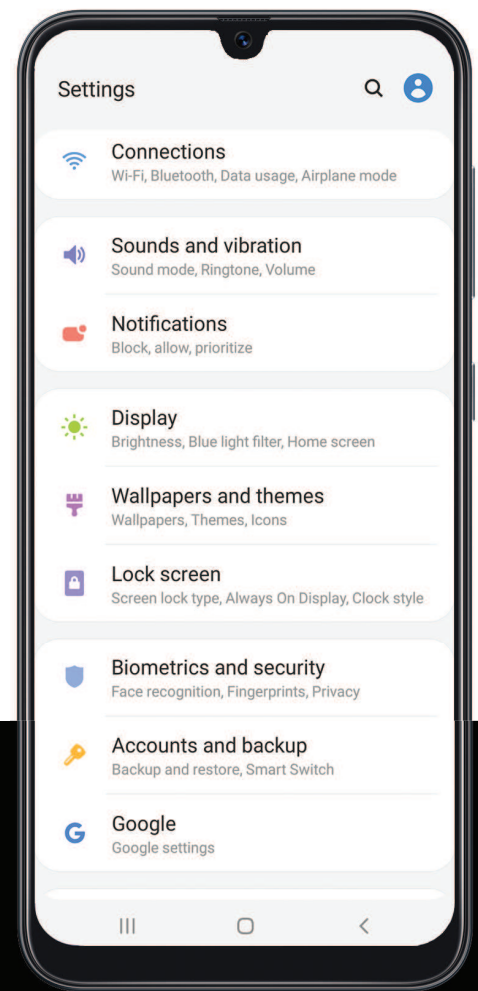 Settings
Connections
Wi-Fi, Bluetooth, Data usage, Airplane mode
Sounds and vibration
Sound mode, Ringtone, Volume
Notifications
Block, allow, prioritize
Display
Brightness, Blue light filter, Home screen
Wallpapers and themes
Wallpapers, Themes, Icons
Lock screen
Screen lock type, Always On Display, Clock style
Biometrics and security
Face recognition, Fingerprints, Privacy
Accounts and backup
Backup and restore, Smart Switch
Google
Google settings